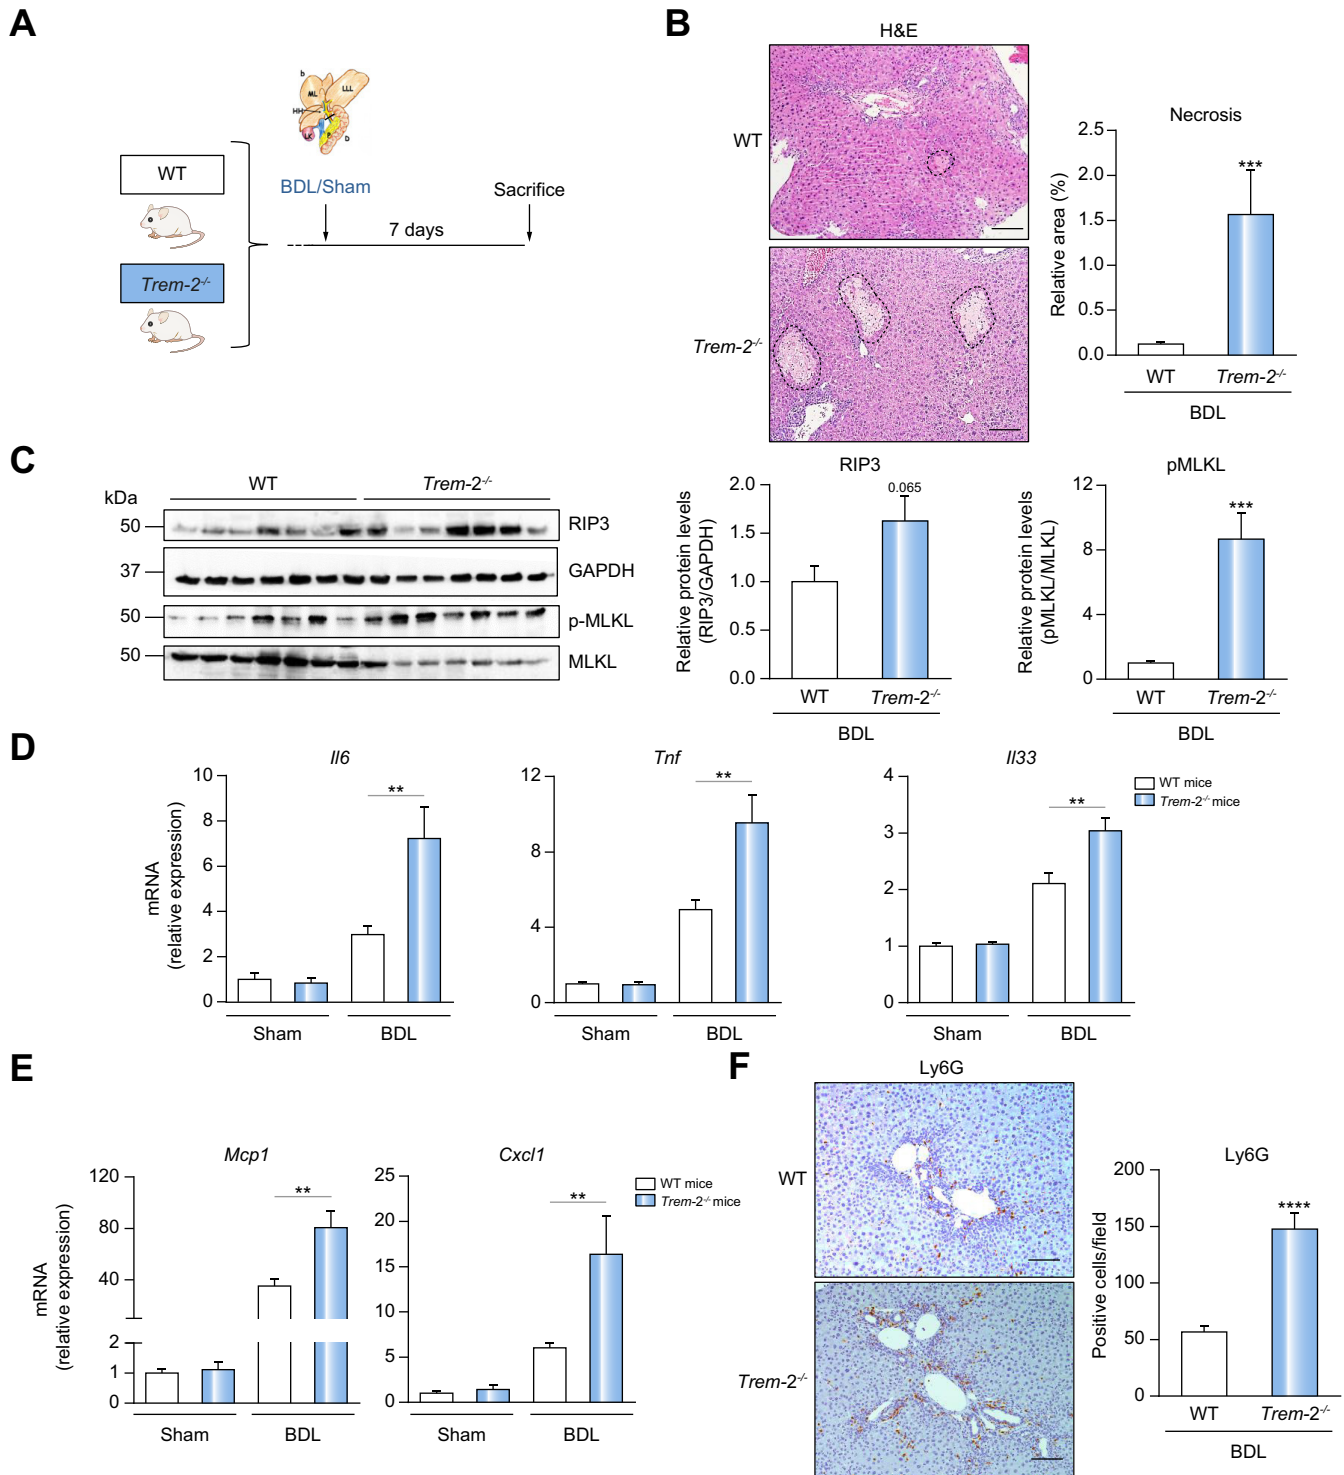 A
b
ML
LLL
HH
LK
P
D
WT
BDL/Sham
Sacrifice
7 days
Trem-2-/-
B
H&E
WT
Trem-2-/-
Necrosis
Relative area (%)
2.5
2.0
1.5
1.0
0.5
0.0
***
WT
Trem-2-/-
BDL
C
kDa
WT
Trem-2-/-
50
RIP3
37
GAPDH
50
p-MLKL
50
MLKL
RIP3
Relative protein levels
(RIP3/GAPDH)
2.0
1.5
1.0
0.5
0.0
0.065
WT
Trem-2-/-
BDL
pMLKL
Relative protein levels
(pMLKL/MLKL)
12
8
4
0
***
WT
Trem-2-/-
BDL
D
mRNA
(relative expression)
Il6
10
8
6
4
2
0
**
Sham
BDL
Tnf
12
8
4
0
**
Sham
BDL
Il33
4
3
2
1
0
**
Sham
BDL
WT mice
Trem-2-/- mice
E
mRNA
(relative expression)
Mcp1
120
80
40
2
1
0
**
Sham
BDL
Cxcl1
25
20
15
10
5
0
**
Sham
BDL
WT mice
Trem-2-/- mice
F
Ly6G
WT
Trem-2-/-
Ly6G
Positive cells/field
200
150
100
50
0
****
WT
Trem-2-/-
BDL